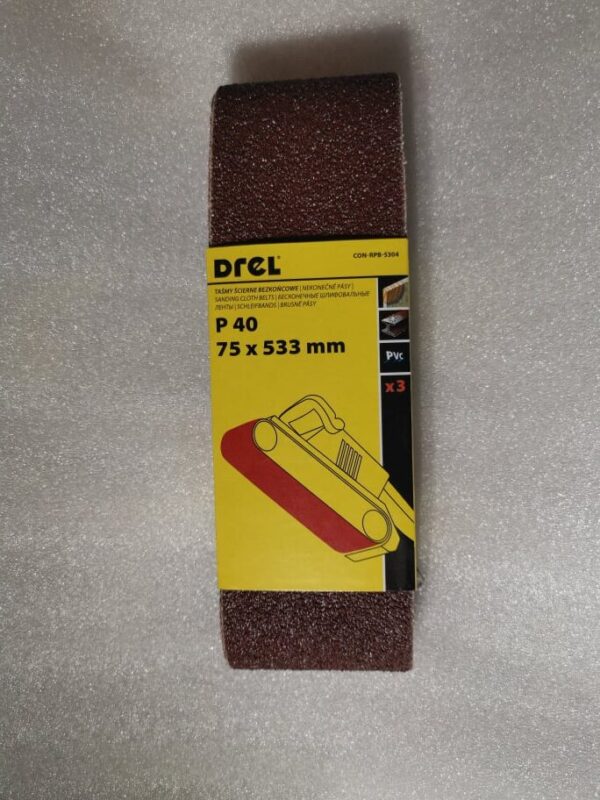 Drel®
CON-RPB-5304
TAŚMY ŚCIERNE BEZKOŃCOWE | NEKONEČNÉ PÁSY |
SANDING CLOTH BELTS | БЕСКОНЕЧНЫЕ ШЛИФОВАЛЬНЫЕ
ЛЕНТЫ | SCHLEIFBANDS | BRUSNÉ PÁSY
P 40
75 x 533 mm
PVC
x3